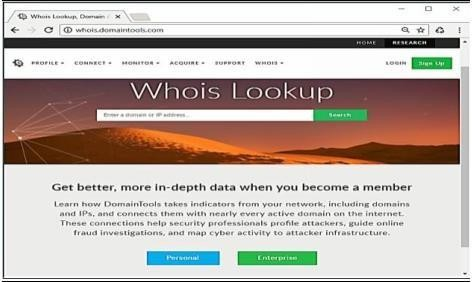 Whois Lookup, Domain /
whois.domaintools.com
HOME RESEARCH
PROFILE CONNECT MONITOR ACQUIRE SUPPORT WHOIS LOGIN Sign Up
Whois Lookup
Enter a domain or IP address... Search
Get better, more in-depth data when you become a member
Learn how DomainTools takes indicators from your network, including domains
and IPs, and connects them with nearly every active domain on the internet.
These connections help security professionals profile attackers, guide online
fraud investigations, and map cyber activity to attacker infrastructure.
Personal Enterprise